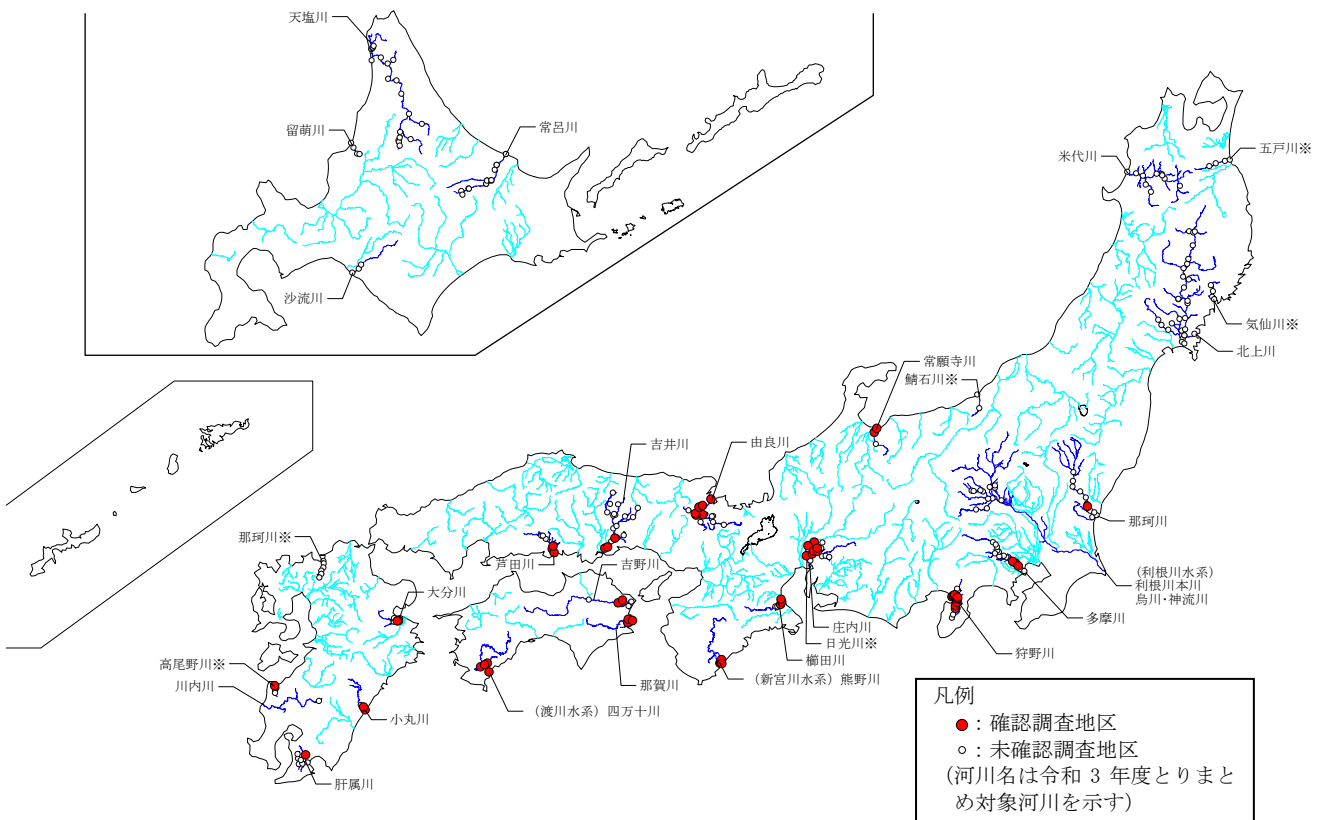 天塩川
留萌川
常呂川
沙流川
米代川
五戸川※
気仙川※
北上川
常願寺川
鯖石川※
吉井川
由良川
那珂川
那珂川※
芦田川
吉野川
大分川
(利根川水系)
利根川本川
烏川・神流川
多摩川
庄内川
日光川※
狩野川
櫛田川
高尾野川※
川内川
那賀川
(新宮川水系) 熊野川
小丸川
(渡川水系) 四万十川
肝属川
凡例
：確認調査地区
：未確認調査地区
(河川名は令和 3 年度とりまと
め対象河川を示す)